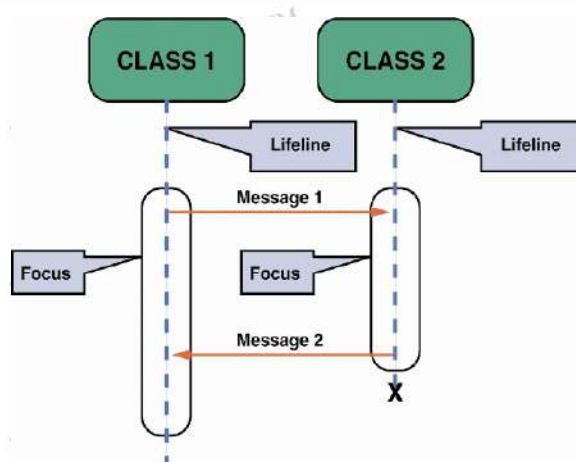 CLASS 1
CLASS 2
Lifeline
Lifeline
Message 1
Focus
Focus
Message 2
X